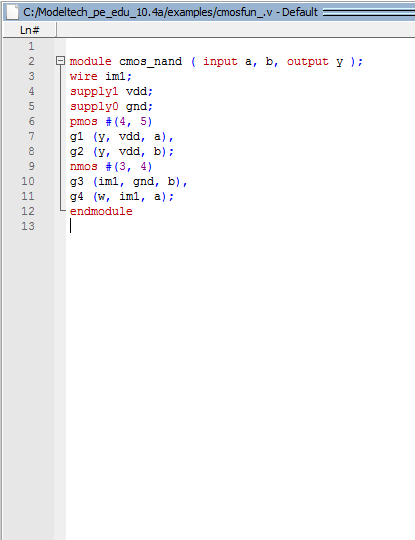 C:/Modeltech_pe_edu_10.4a/examples/cmosfun_.v - Default
Ln#
1
2 module cmos_nand ( input a, b, output y );
3 wire im1;
4 supply1 vdd;
5 supply0 gnd;
6 pmos #(4, 5)
7 g1 (y, vdd, a),
8 g2 (y, vdd, b);
9 nmos #(3, 4)
10 g3 (im1, gnd, b),
11 g4 (w, im1, a);
12 endmodule
13